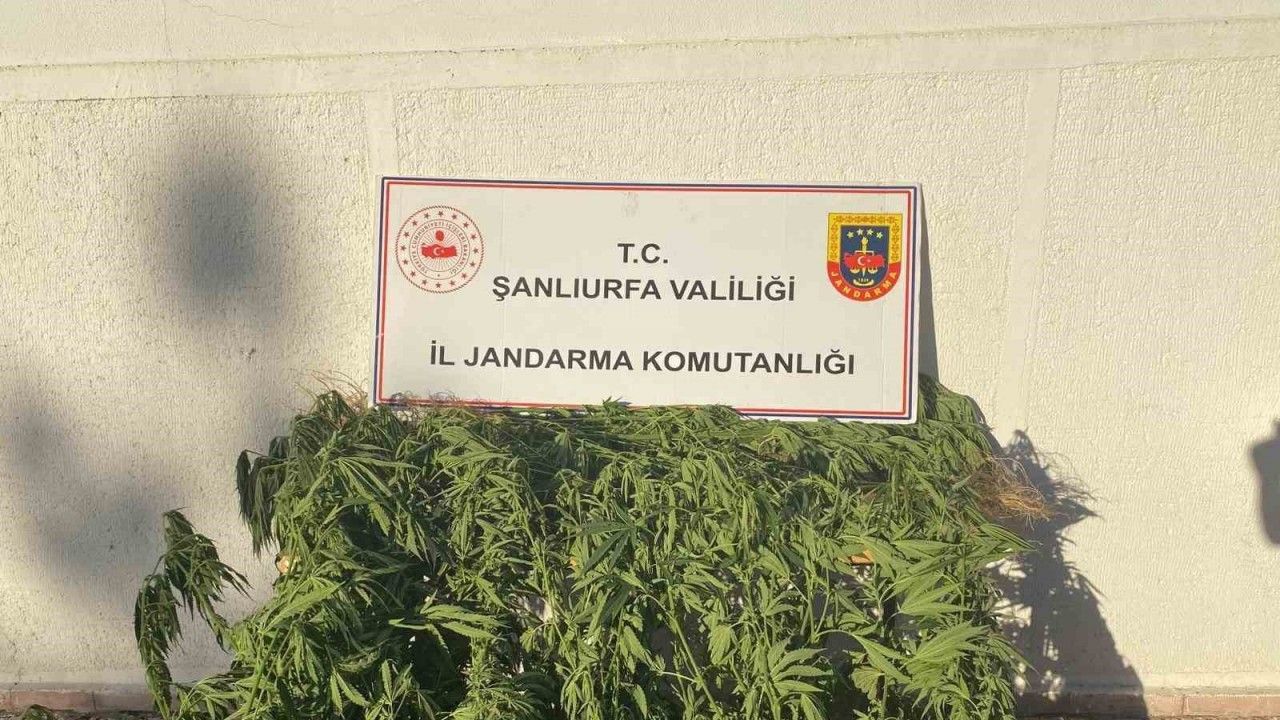 T.C.
ŞANLIURFA VALİLİĞİ
İL JANDARMA KOMUTANLIĞI
JANDARMA